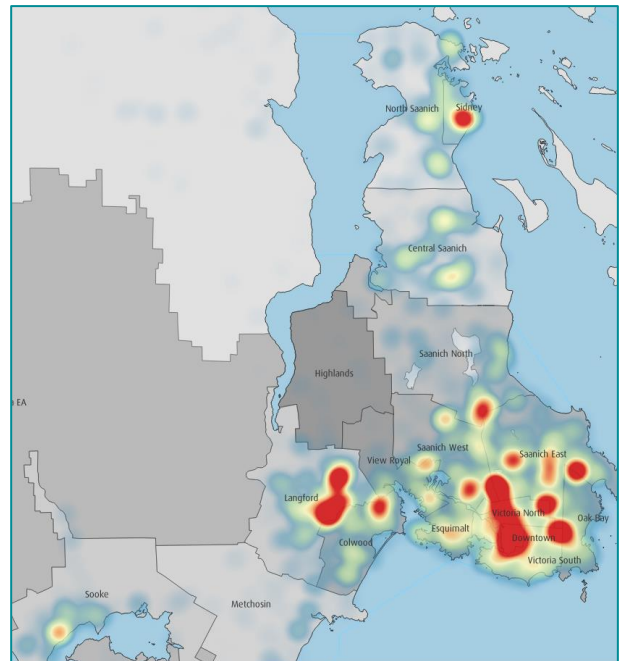 North Saanich
Sidney
Central Saanich
Saanich North
Highlands
EA
Saanich West
Saanich East
View Royal
Langford
Victoria North
Oak Bay
Esquimalt
Downtown
Colwood
Victoria South
Sooke
Metchosin